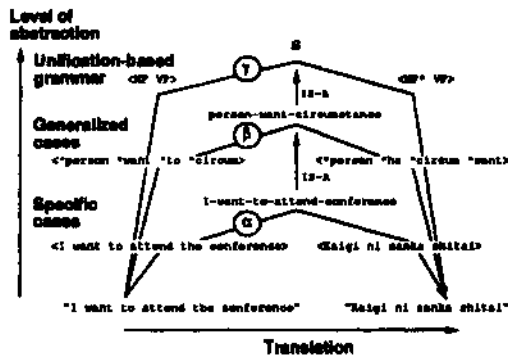 Level of
abstraction
S
Unification-based
grammar
γ
<NP VP>
<NP* VP>
IS-A
person-want-circumstance
Generalized
cases
β
<*person *want *to *circum>
<*person *ha *circum *want>
IS-A
Specific
cases
I-want-to-attend-conference
α
<I want to attend the conference>
<Kaigi ni sanka shitai>
"I want to attend the conference"
"Kaigi ni sanka shitai"
Translation